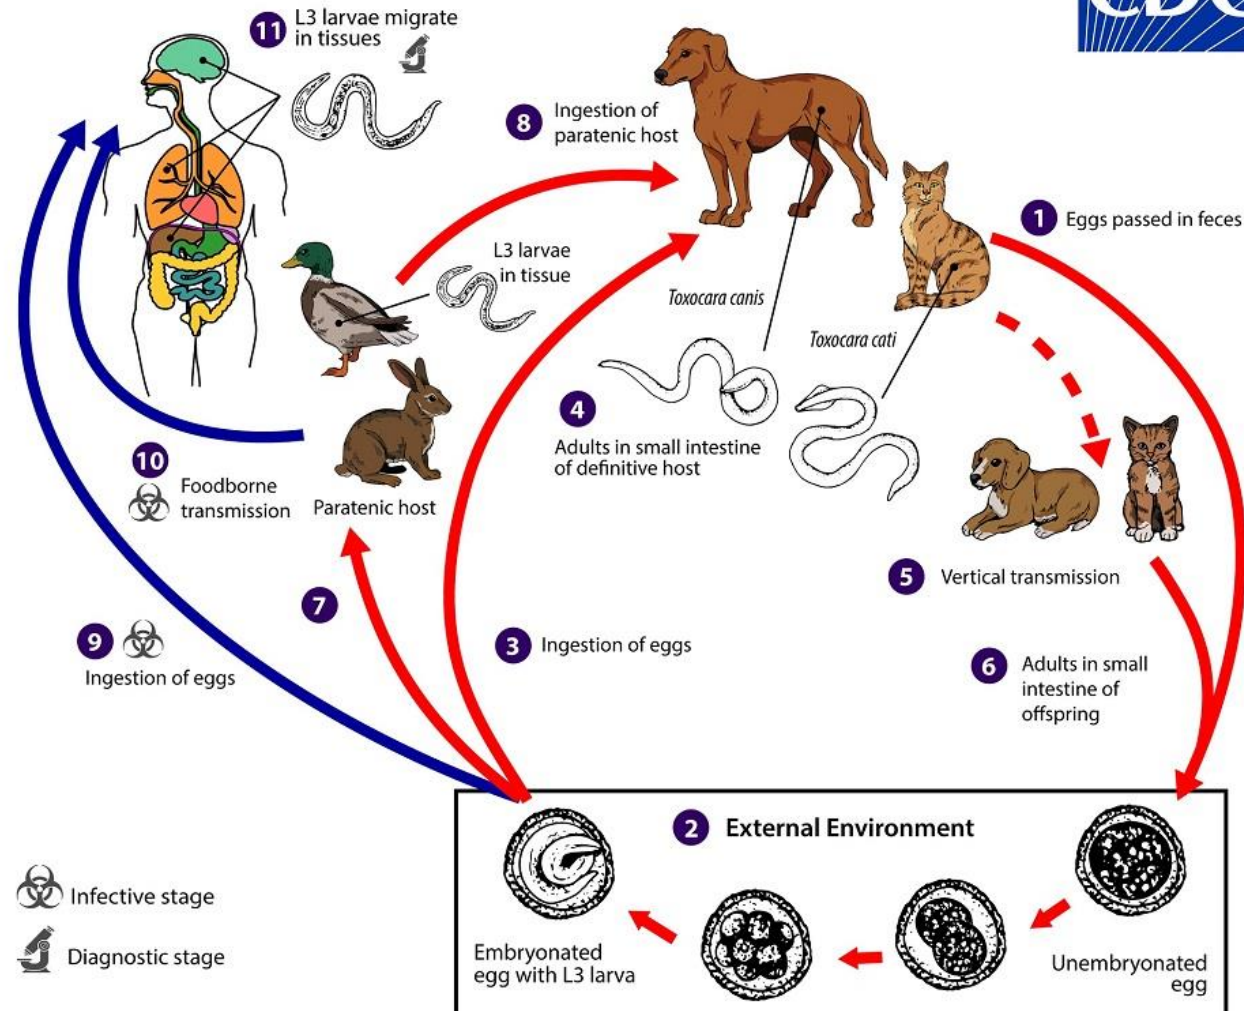 CDC
11 L3 larvae migrate
in tissues
8 Ingestion of
paratenic host
1 Eggs passed in feces
L3 larvae
in tissue
Toxocara canis
Toxocara cati
4
Adults in small intestine
of definitive host
10
Foodborne
transmission
Paratenic host
5 Vertical transmission
7
9
Ingestion of eggs
3 Ingestion of eggs
6 Adults in small
intestine of
offspring
2 External Environment
Embryonated
egg with L3 larva
Unembryonated
egg
Infective stage
Diagnostic stage